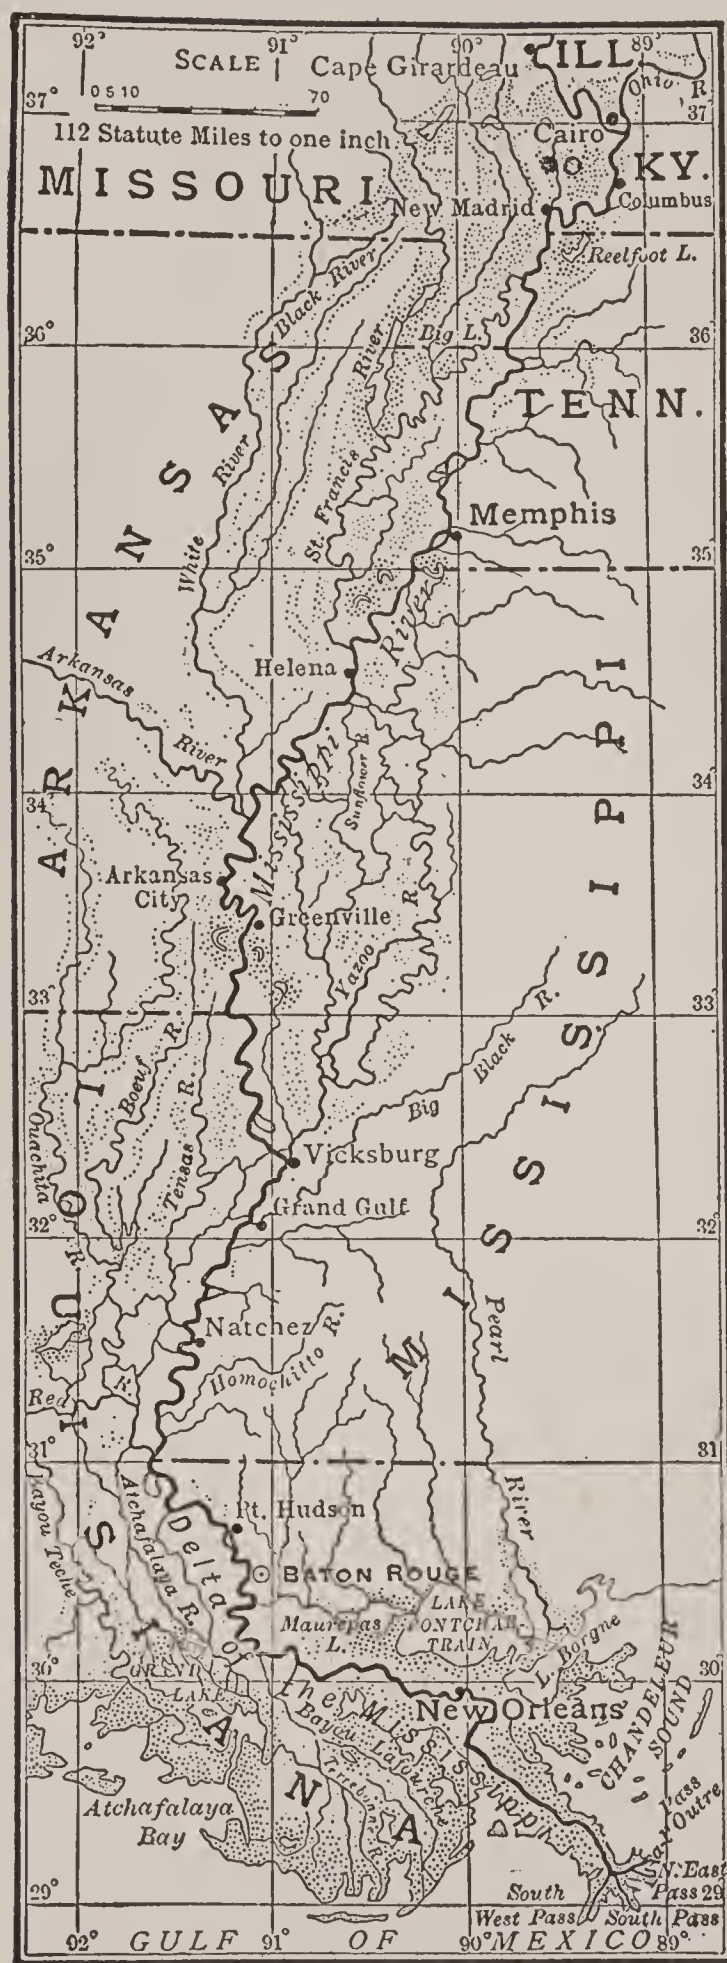 92°
91°
90°
89°
SCALE
0 5 10
70
112 Statute Miles to one inch
Cape Girardeau
ILL.
Ohio R
37°
37
Cairo
MO
KY.
Columbus
MISSOURI
New Madrid
Reelfoot L.
Black River
36°
36
Big L.
TENN.
ARKANSAS
White River
St. Francis River
Memphis
35°
35
Helena
Arkansas River
Mississippi River
Sunflower R.
34°
34
Arkansas
City
Greenville
Yazoo R.
MISSISSIPPI
33°
33
Boeuf R.
Tensas R.
Ouachita R.
Big Black R.
Vicksburg
Grand Gulf
32°
32
LOUISIANA
Natchez
Homochitto R.
Pearl River
Red R.
31°
31
Bayou Teche
Atchafalaya R.
Pt. Hudson
Delta of the Mississippi
BATON ROUGE
Maurepas
L.
LAKE
PONTCHAR
TRAIN
L. Borgne
30°
30
GRAND
LAKE
New Orleans
CHANDELEUR
SOUND
Bayou Lafourche
Terrebonne R.
Atchafalaya
Bay
Pass
a l'Outre
N. East
Pass
29°
29
South
West Pass
South Pass
92°
91°
90°
89°
GULF OF MEXICO